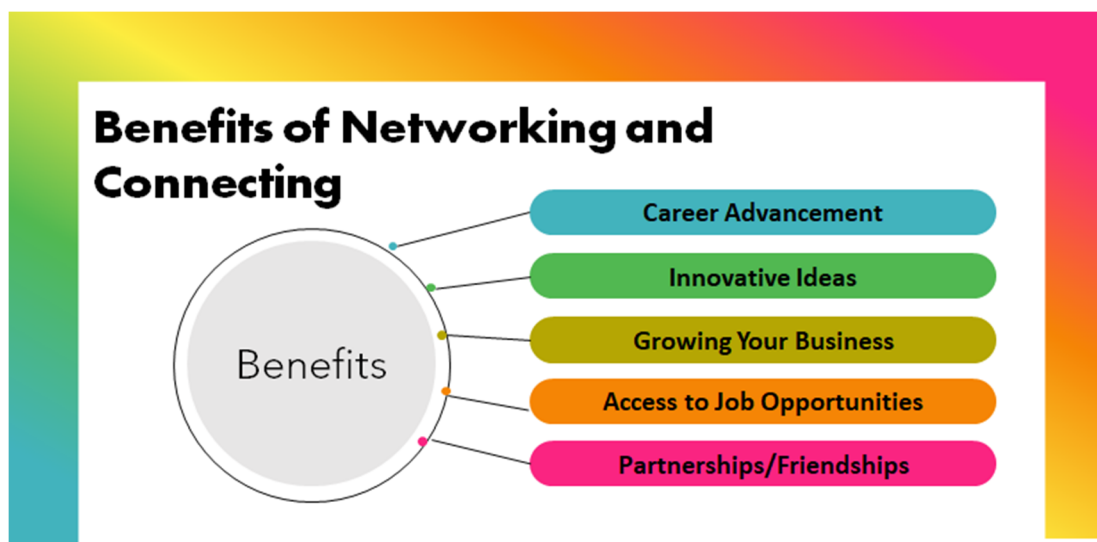 Benefits of Networking and
Connecting
Benefits
Career Advancement
Innovative Ideas
Growing Your Business
Access to Job Opportunities
Partnerships/Friendships